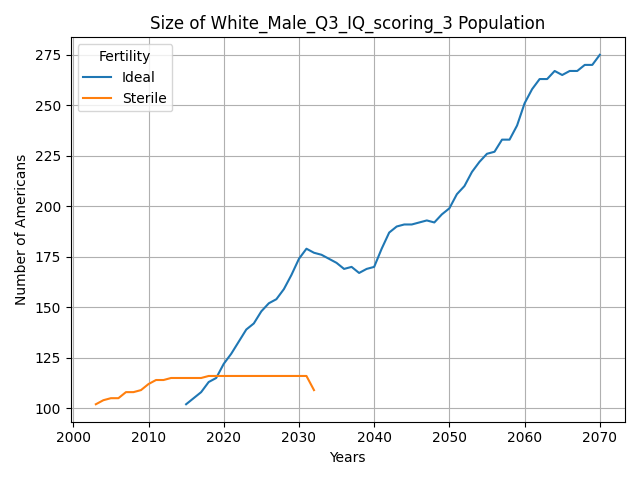 Size of White_Male_Q3_IQ_scoring_3 Population
Fertility
Ideal
Sterile
Number of Americans
275
250
225
200
175
150
125
100
2000 2010 2020 2030 2040 2050 2060 2070
Years